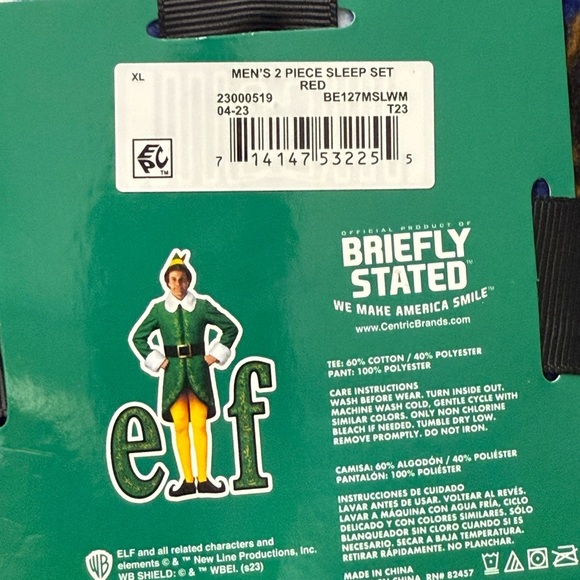 XL
MEN'S 2 PIECE SLEEP SET
RED
23000519 BE127MSLWM
04-23 T23
EPC™
7 14147 53225 5
OFFICIAL PRODUCT OF
BRIEFLY
STATED™
WE MAKE AMERICA SMILE™
www.CentricBrands.com
elf
TEE: 60% COTTON / 40% POLYESTER
PANT: 100% POLYESTER
CARE INSTRUCTIONS
WASH BEFORE WEAR. TURN INSIDE OUT.
MACHINE WASH COLD, GENTLE CYCLE WITH
SIMILAR COLORS. ONLY NON CHLORINE
BLEACH IF NEEDED. TUMBLE DRY LOW.
REMOVE PROMPTLY. DO NOT IRON.
CAMISA: 60% ALGODÓN / 40% POLIÉSTER
PANTALÓN: 100% POLIÉSTER
INSTRUCCIONES DE CUIDADO
LAVAR ANTES DE USAR. VOLTEAR AL REVÉS.
LAVAR A MÁQUINA CON AGUA FRÍA, CICLO
DELICADO Y CON COLORES SIMILARES. SÓLO
BLANQUEADOR SIN CLORO CUANDO SI ES
NECESARIO. SECAR A BAJA TEMPERATURA.
RETIRAR RÁPIDAMENTE. NO PLANCHAR.
WB
ELF and all related characters and
elements © & ™ New Line Productions, Inc.
WB SHIELD: © & ™ WBEI. (s23)
MADE IN CHINA
CHINA RN# 82457